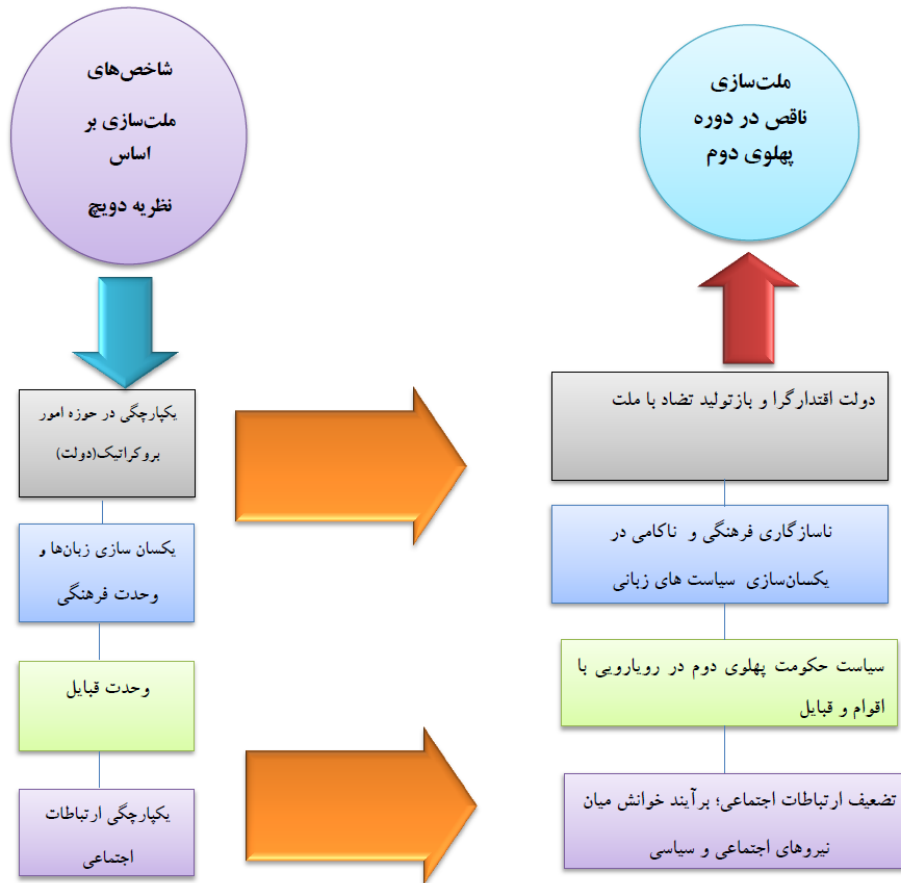 شاخص‌های
ملت‌سازی بر
اساس
نظریه دویچ
ملت‌سازی
ناقص در دوره
پهلوی دوم
یکپارچگی در حوزه امور
بروکراتیک(دولت)
دولت اقتدارگرا و بازتولید تضاد با ملت
یکسان سازی زبان‌ها و
وحدت فرهنگی
ناسازگاری فرهنگی و ناکامی در
یکسان‌سازی سیاست های زبانی
وحدت قبایل
سیاست حکومت پهلوی دوم در رویارویی با
اقوام و قبایل
یکپارچگی ارتباطات
اجتماعی
تضعیف ارتباطات اجتماعی؛ برآیند خوانش میان
نیروهای اجتماعی و سیاسی